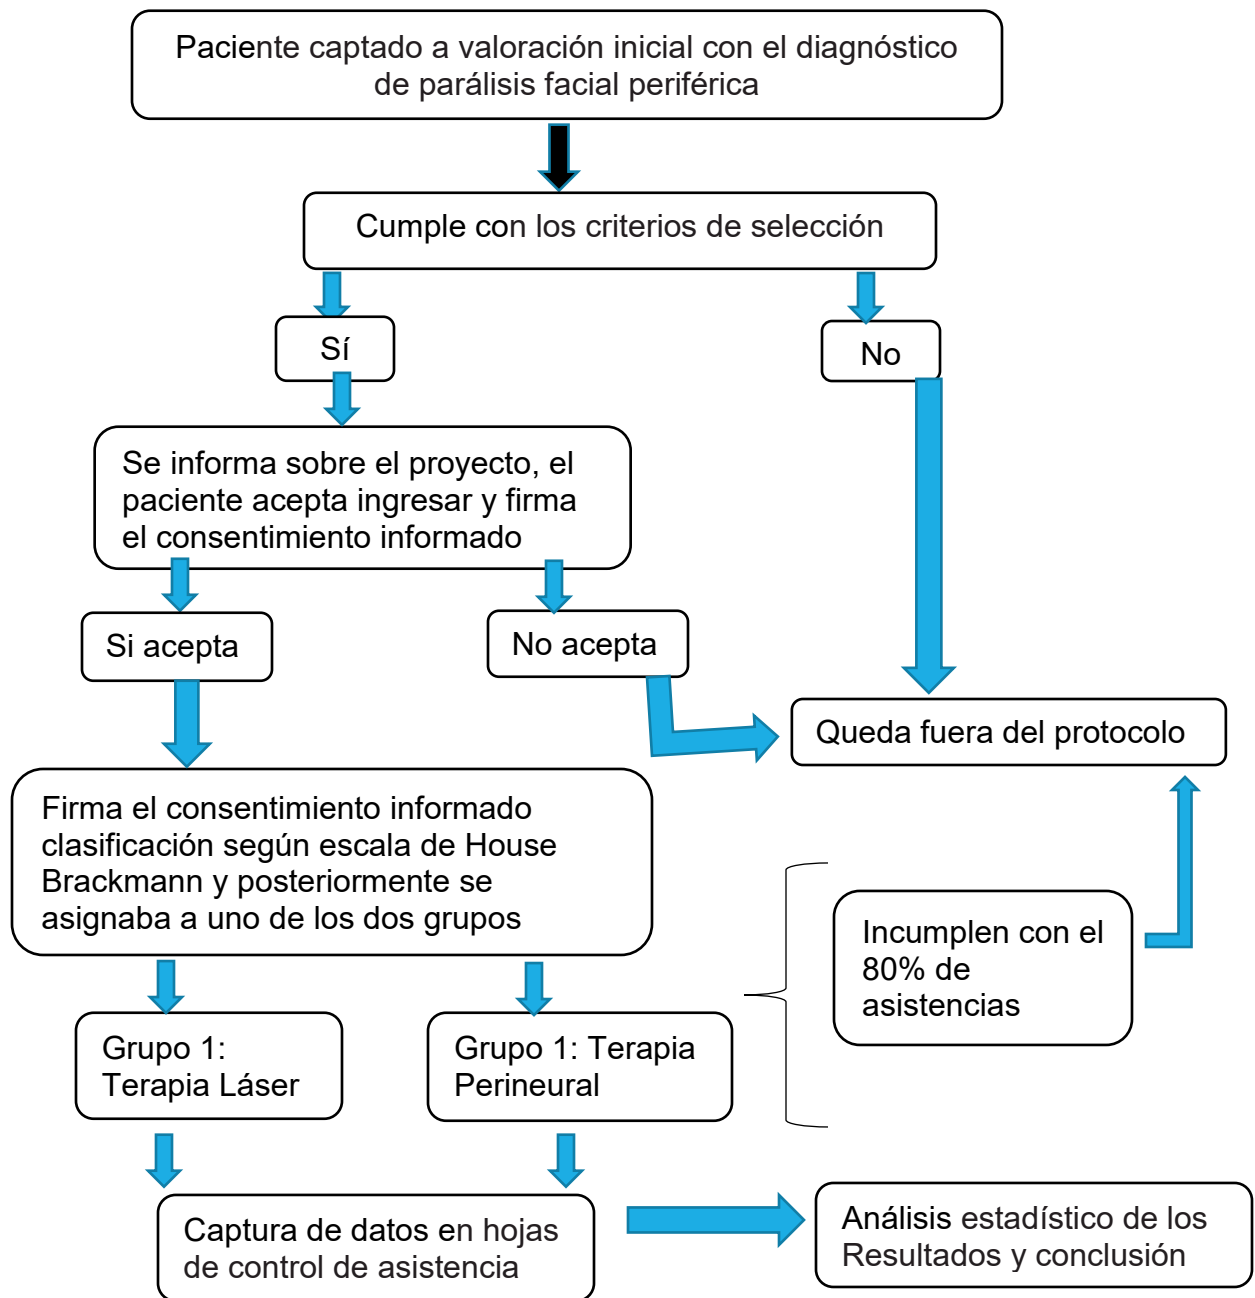 Paciente captado a valoración inicial con el diagnóstico
de parálisis facial periférica
Cumple con los criterios de selección
Sí
No
Se informa sobre el proyecto, el
paciente acepta ingresar y firma
el consentimiento informado
Si acepta
No acepta
Queda fuera del protocolo
Firma el consentimiento informado
clasificación según escala de House
Brackmann y posteriormente se
asignaba a uno de los dos grupos
Incumplen con el
80% de
asistencias
Grupo 1:
Terapia Láser
Grupo 1: Terapia
Perineural
Captura de datos en hojas
de control de asistencia
Análisis estadístico de los
Resultados y conclusión